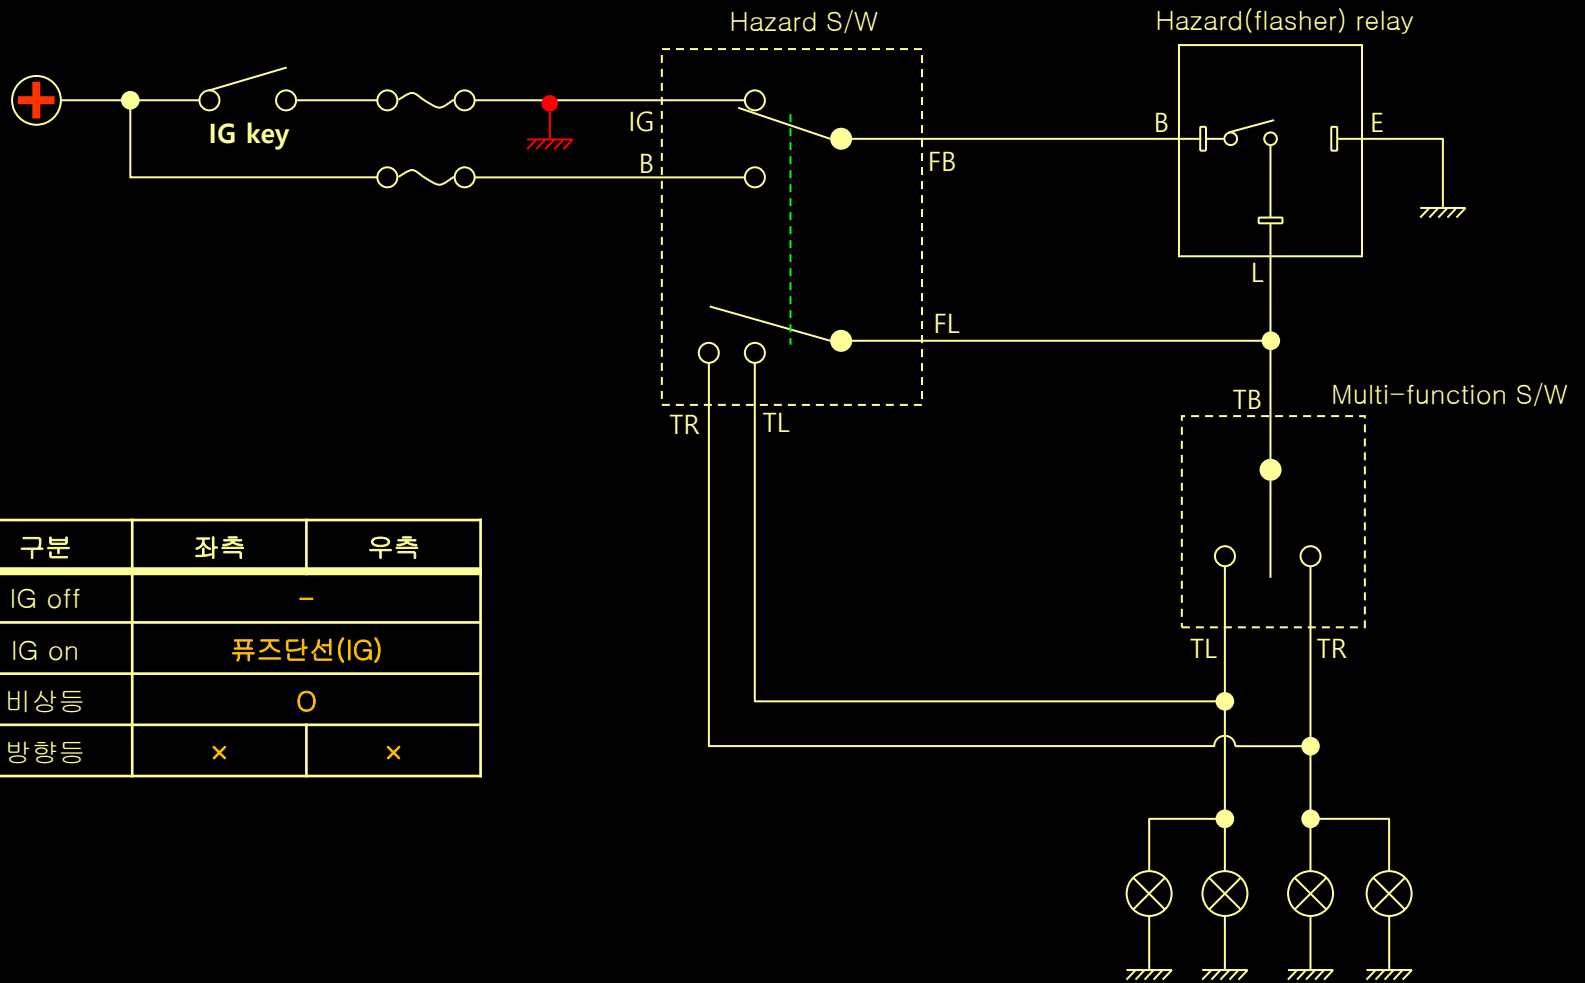 Hazard S/W
Hazard(flasher) relay
IG key
IG
B
FB
B
E
L
FL
TR
TL
TB
Multi-function S/W
TL
TR
구분 좌측 우측
IG off -
IG on 퓨즈단선(IG)
비상등 O
방향등 × ×